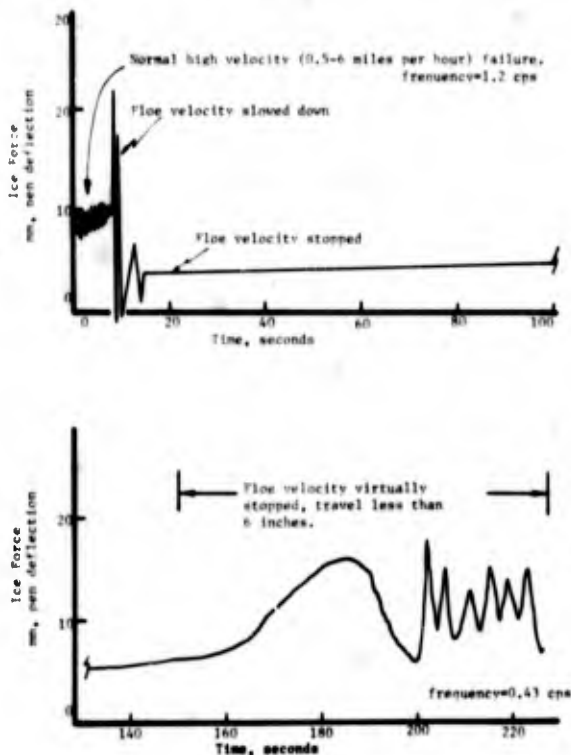 Normal high velocity (0.5-6 miles per hour) failure,
frequency=1.2 cps
20
Floe velocity slowed down
Ice Force
mm, pen deflection
10
Floe velocity stopped
0
0 20 40 60 80 100
Time, seconds
Floe velocity virtually
stopped, travel less than
6 inches.
20
Ice Force
mm, pen deflection
10
frequency=0.43 cps
0
140 160 180 200 220
Time, seconds